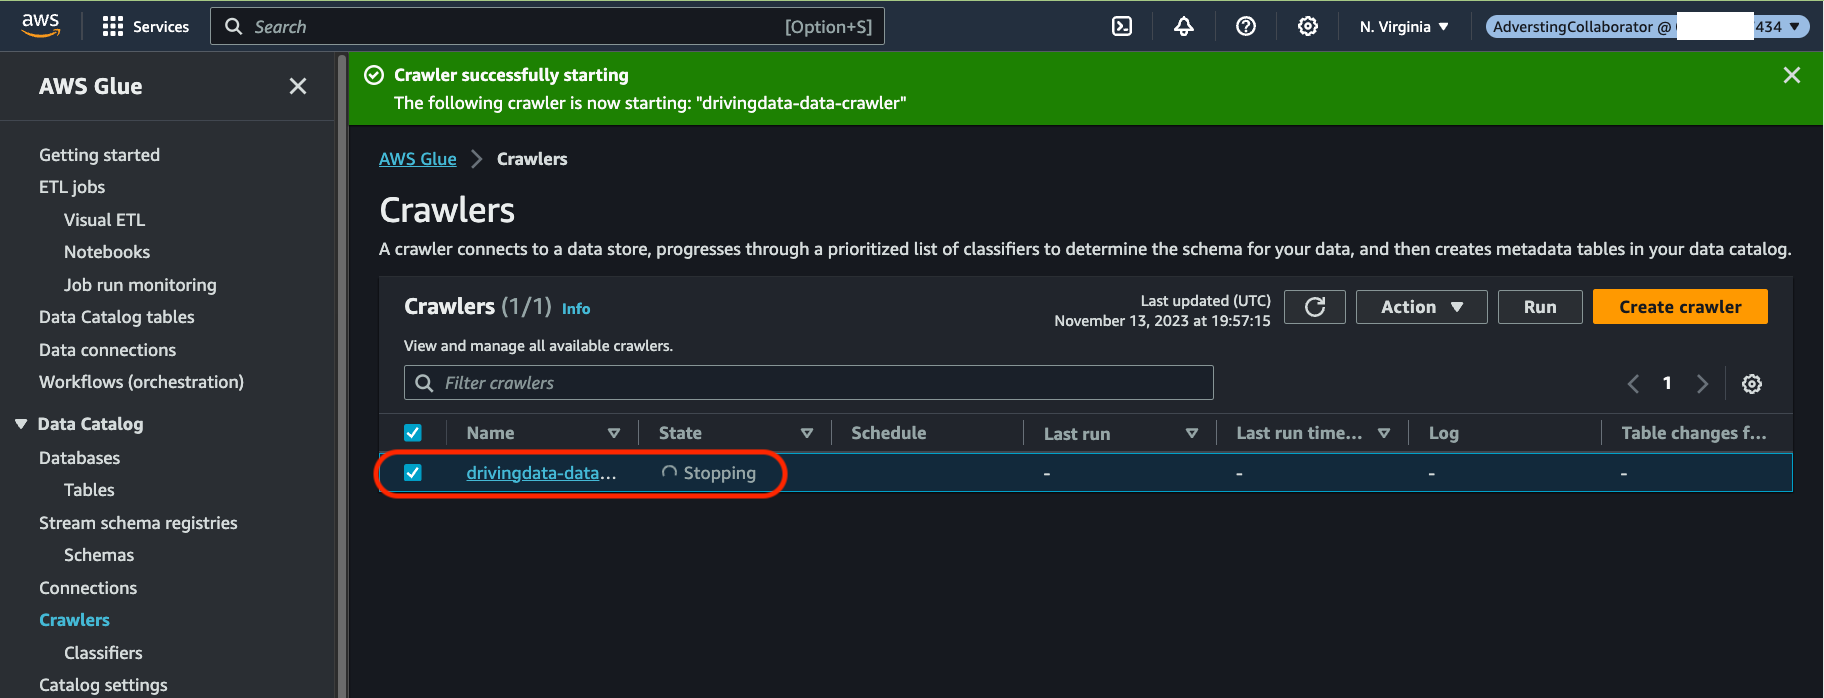 aws
Services
Search [Option+S]
N. Virginia
AdverstingCollaborator @ 434
AWS Glue
Getting started
ETL jobs
Visual ETL
Notebooks
Job run monitoring
Data Catalog tables
Data connections
Workflows (orchestration)
Data Catalog
Databases
Tables
Stream schema registries
Schemas
Connections
Crawlers
Classifiers
Catalog settings
Crawler successfully starting
The following crawler is now starting: "drivingdata-data-crawler"
AWS Glue > Crawlers
Crawlers
A crawler connects to a data store, progresses through a prioritized list of classifiers to determine the schema for your data, and then creates metadata tables in your data catalog.
Crawlers (1/1) Info
Last updated (UTC)
November 13, 2023 at 19:57:15
Action
Run
Create crawler
View and manage all available crawlers.
Filter crawlers
1
Name State Schedule Last run Last run time... Log Table changes f...
drivingdata-data... Stopping - - - -